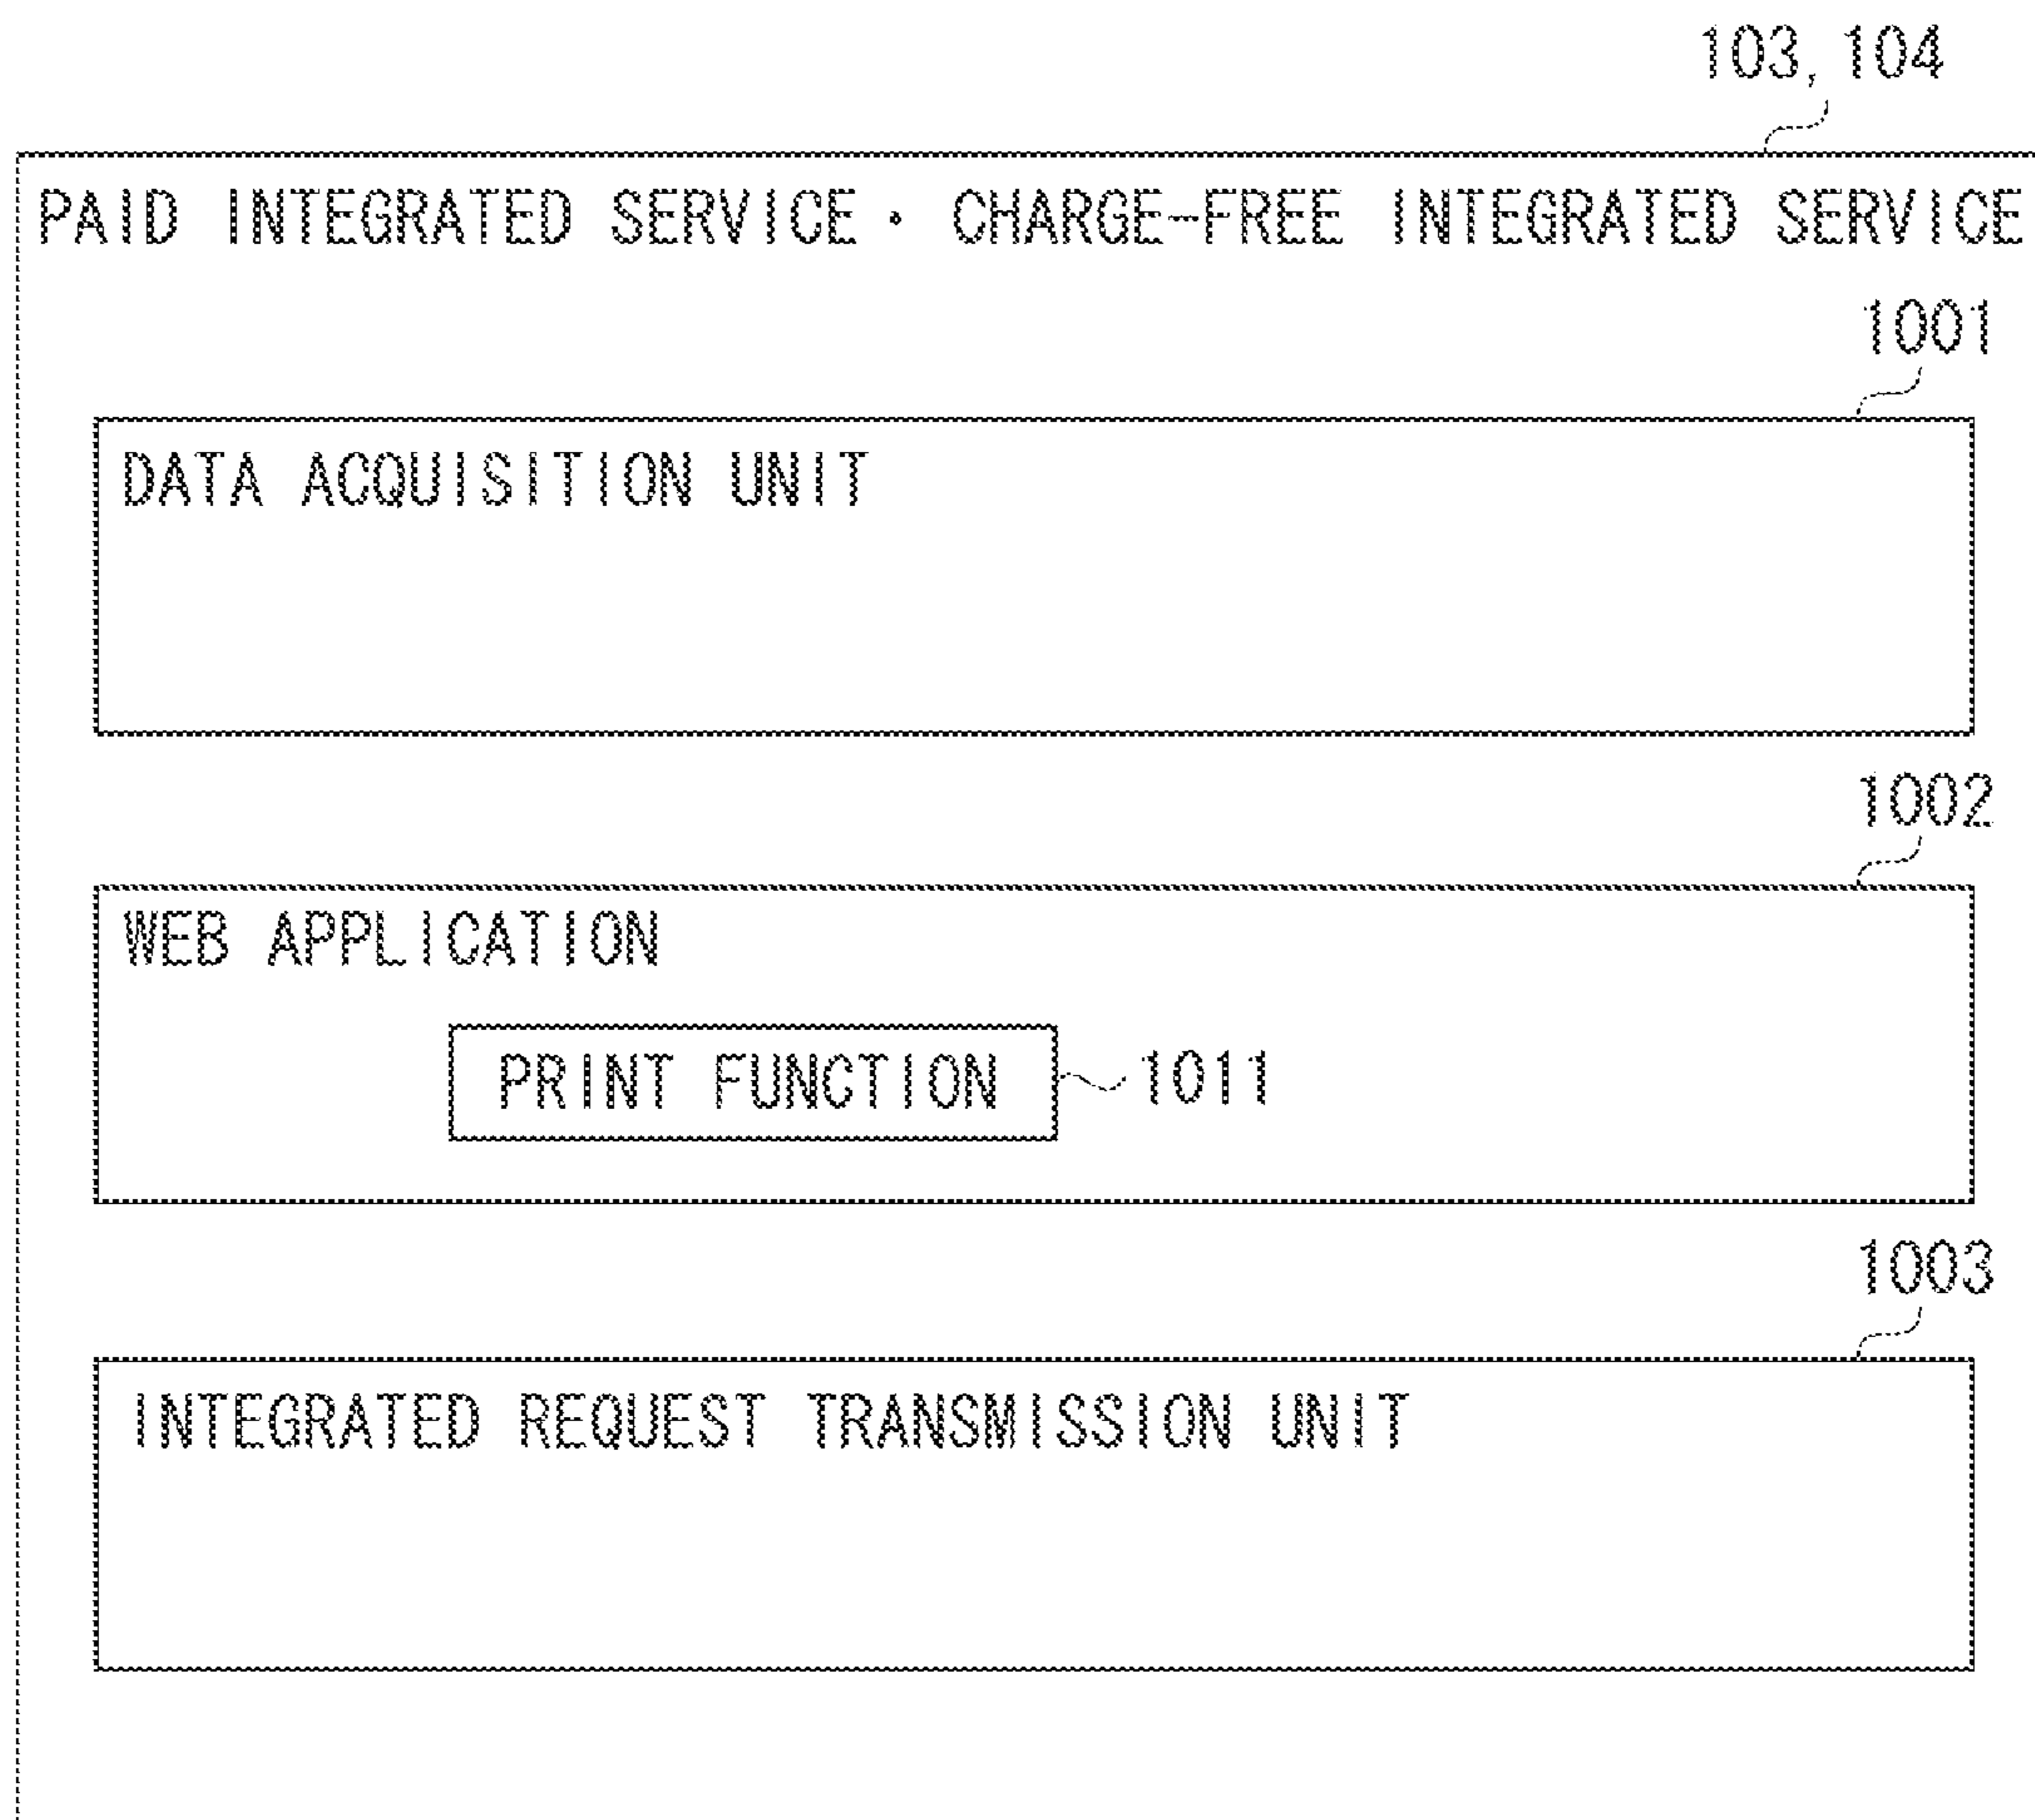 103, 104
PAID INTEGRATED SERVICE · CHARGE-FREE INTEGRATED SERVICE
1001
DATA ACQUISITION UNIT
1002
WEB APPLICATION
PRINT FUNCTION 1011
1003
INTEGRATED REQUEST TRANSMISSION UNIT